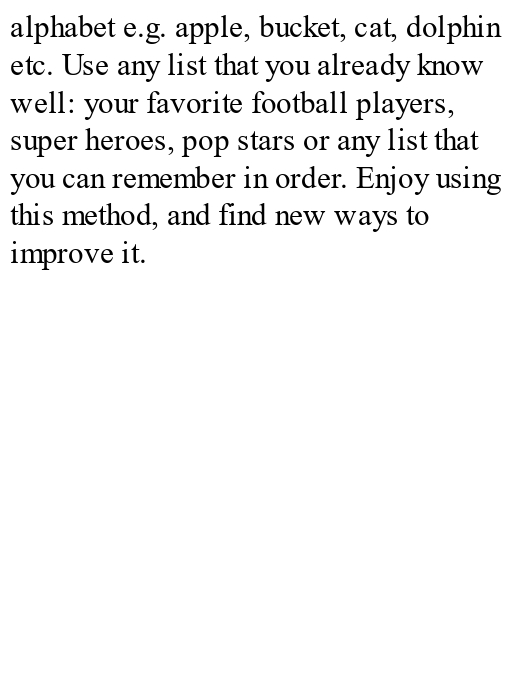 alphabet e.g. apple, bucket, cat, dolphin
etc. Use any list that you already know
well: your favorite football players,
super heroes, pop stars or any list that
you can remember in order. Enjoy using
this method, and find new ways to
improve it.